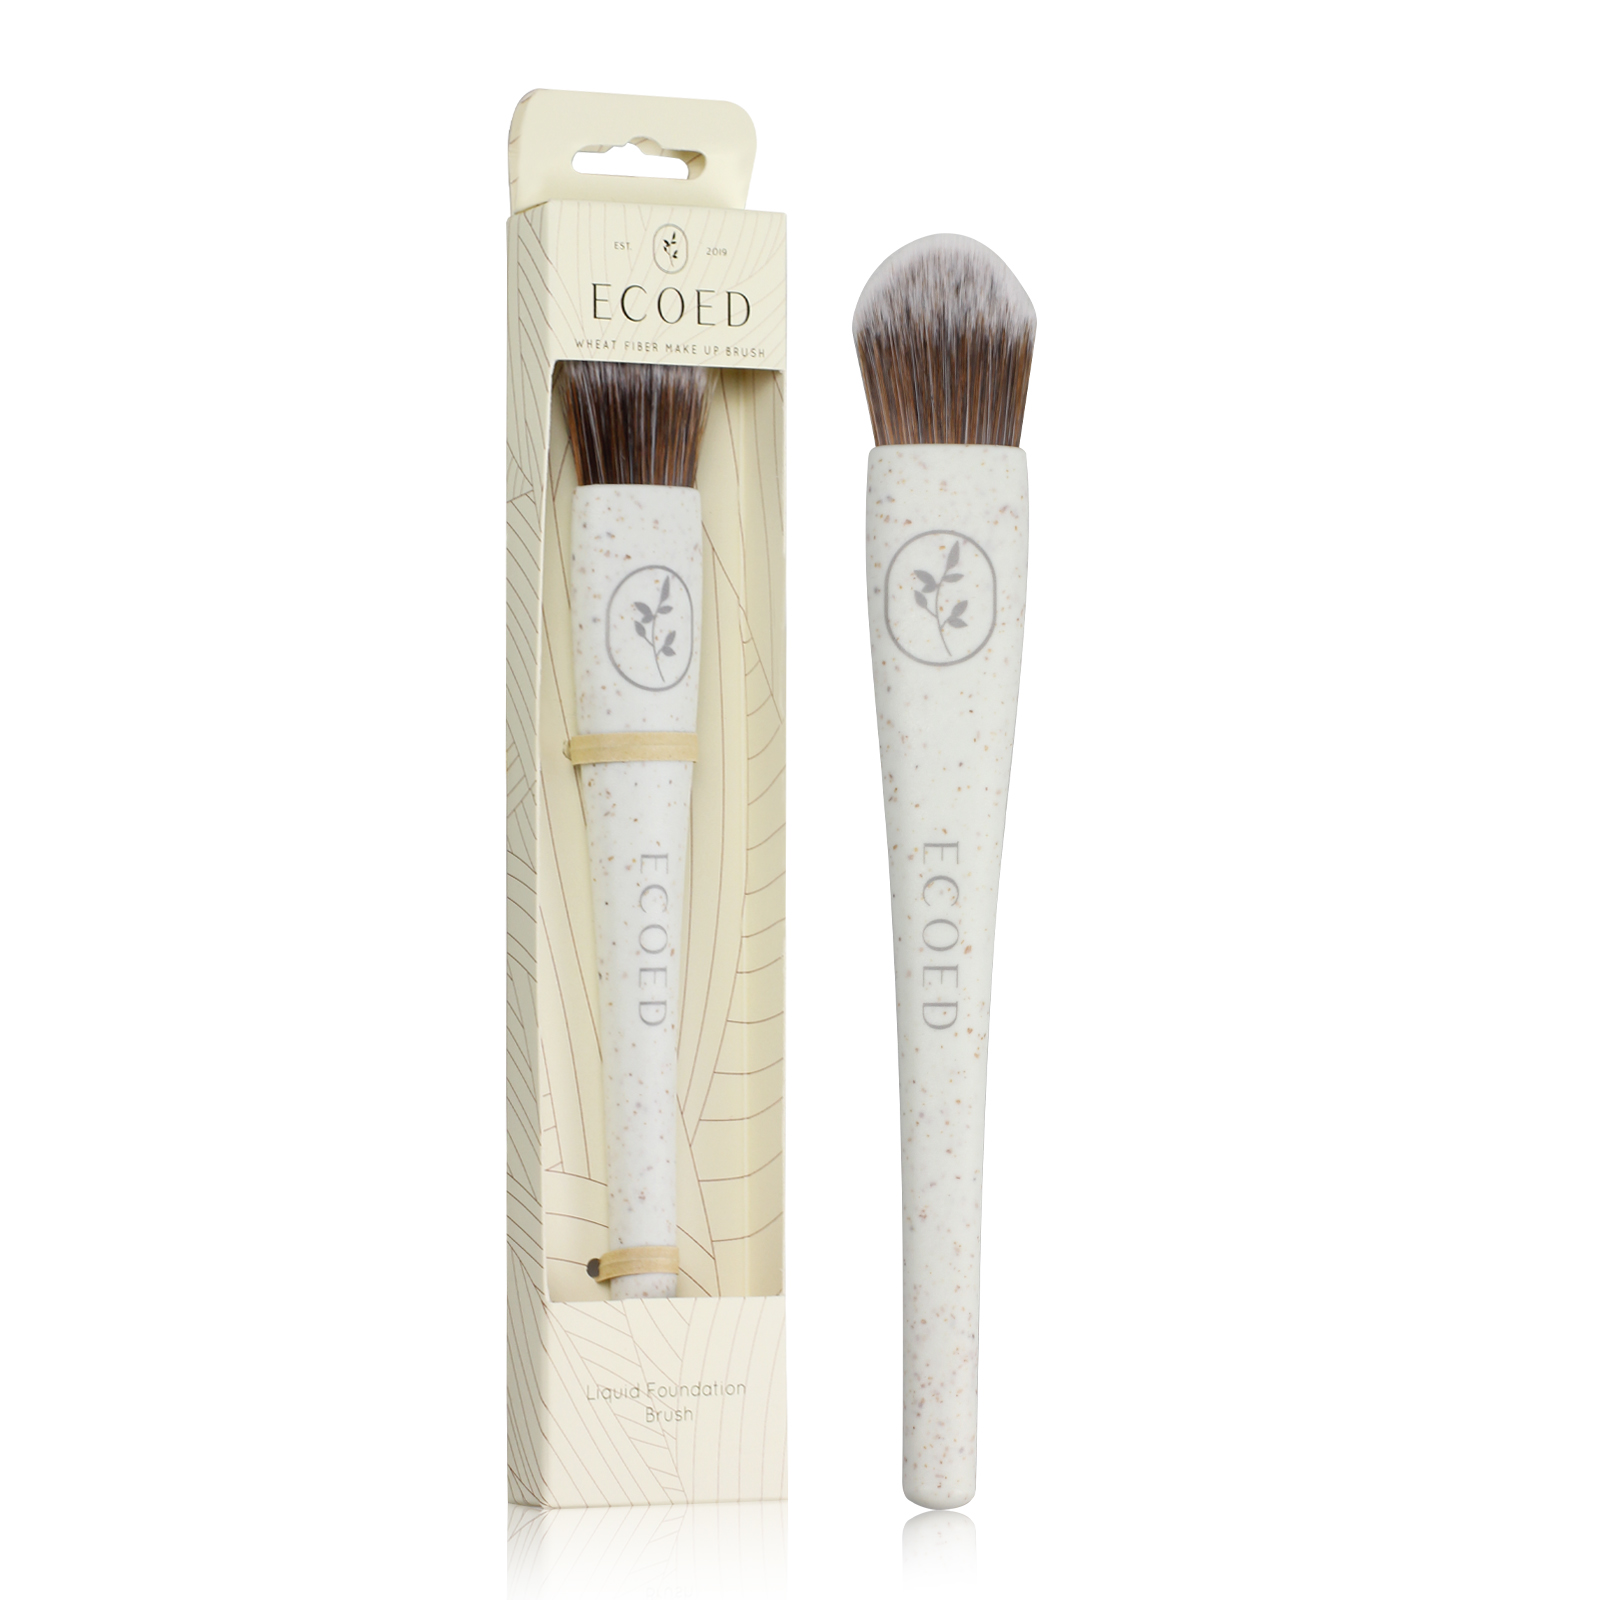 EST. 2019
ECOED
WHEAT FIBER MAKE UP BRUSH
ECOED
Liquid Foundation
Brush
ECOED